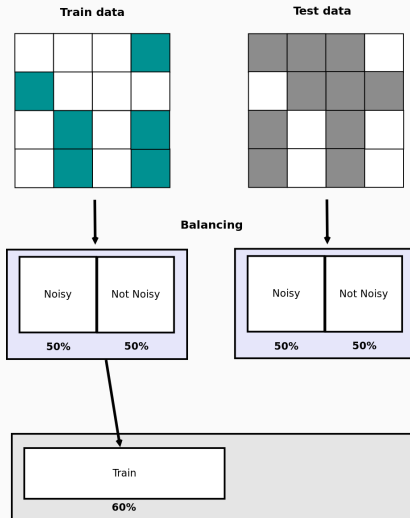 Train data
Test data
Balancing
Noisy
Not Noisy
50%
50%
Noisy
Not Noisy
50%
50%
Train
60%